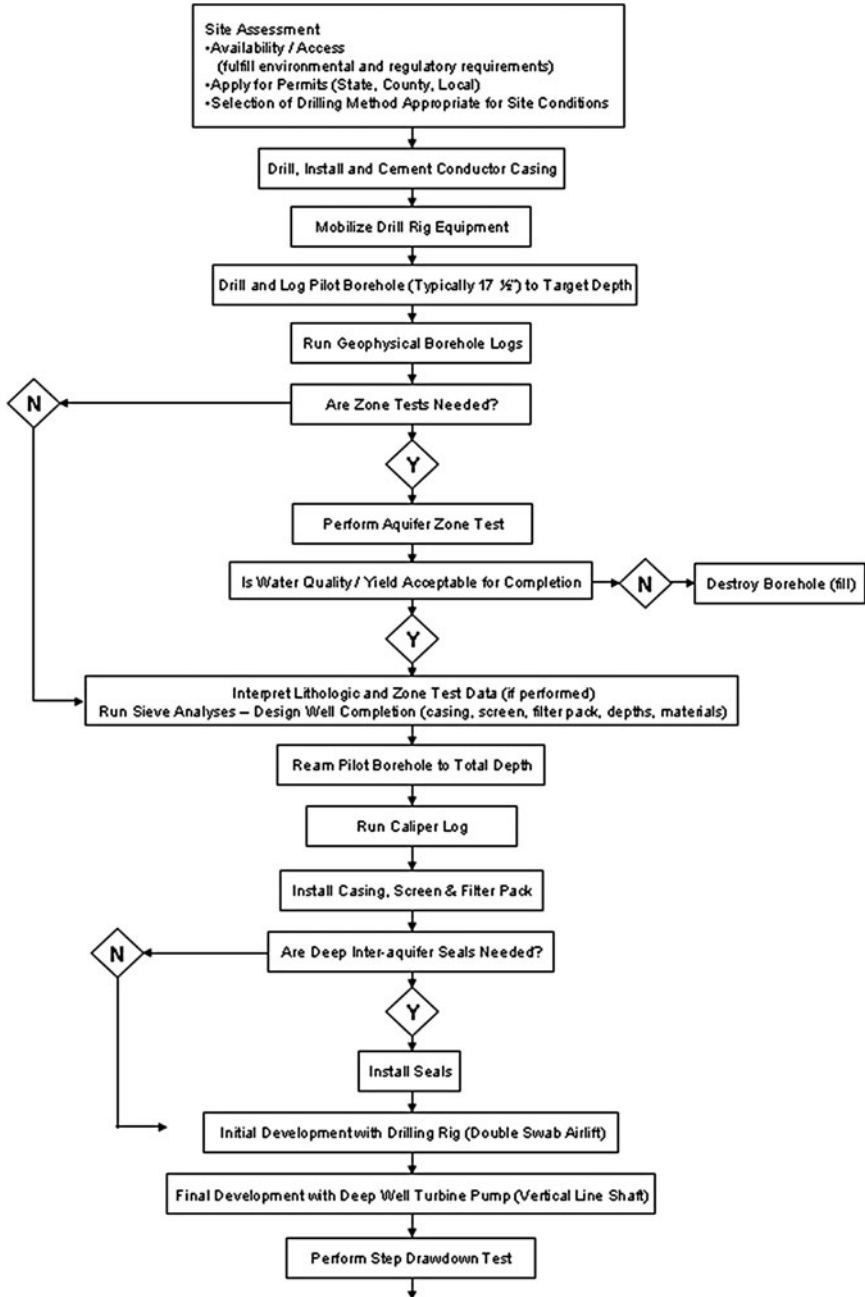 Site Assessment
•Availability / Access
(fulfill environmental and regulatory requirements)
•Apply for Permits (State, County, Local)
•Selection of Drilling Method Appropriate for Site Conditions
Drill, Install and Cement Conductor Casing
Mobilize Drill Rig Equipment
Drill and Log Pilot Borehole (Typically 17 ½") to Target Depth
Run Geophysical Borehole Logs
N
Are Zone Tests Needed?
Y
Perform Aquifer Zone Test
Is Water Quality / Yield Acceptable for Completion
N
Destroy Borehole (fill)
Y
Interpret Lithologic and Zone Test Data (if performed)
Run Sieve Analyses – Design Well Completion (casing, screen, filter pack, depths, materials)
Ream Pilot Borehole to Total Depth
Run Caliper Log
Install Casing, Screen & Filter Pack
N
Are Deep Inter-aquifer Seals Needed?
Y
Install Seals
Initial Development with Drilling Rig (Double Swab Airlift)
Final Development with Deep Well Turbine Pump (Vertical Line Shaft)
Perform Step Drawdown Test